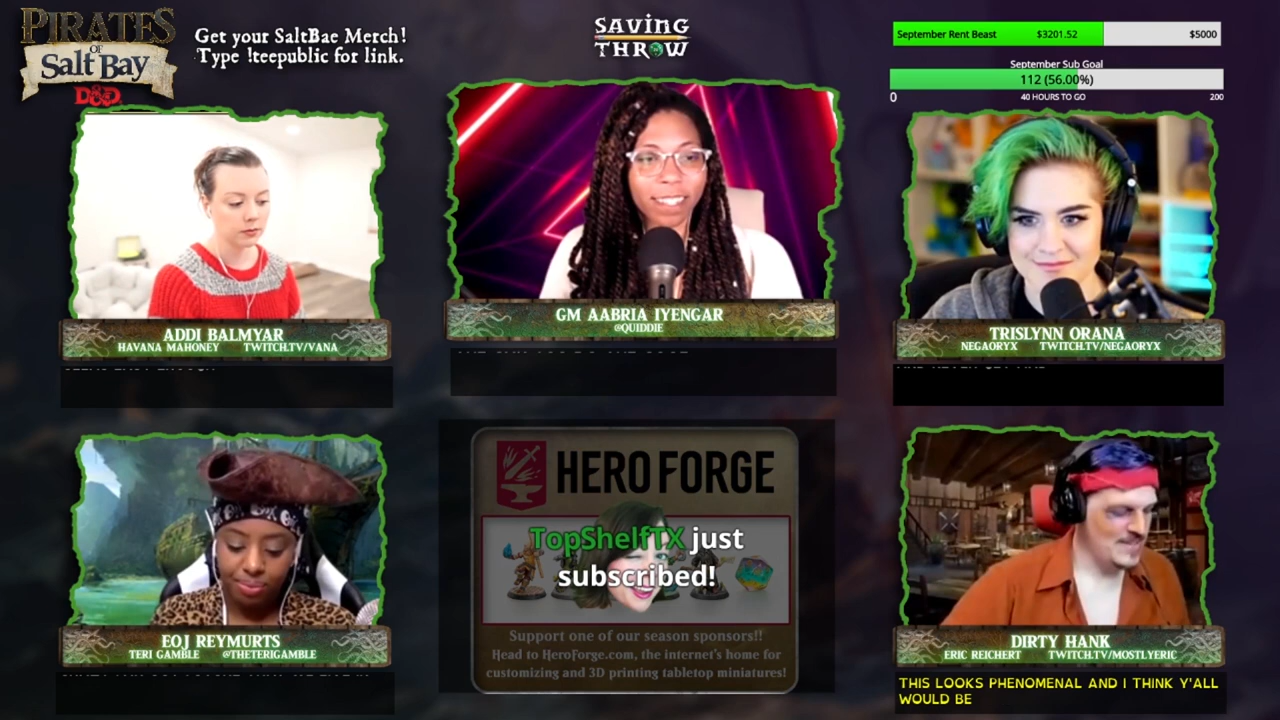 PIRATES
OF
Salt Bay
D&D
Get your SaltBae Merch!
Type !teepublic for link.
SAVING
THROW
September Rent Beast $3201.52 $5000
September Sub Goal
112 (56.00%)
0 40 HOURS TO GO 200
ADDI BALMYAR
HAVANA MAHONEY TWITCH.TV/VANA
GM AABRIA IYENGAR
@QUIDDIE
TRISLYNN ORANA
NEGAORYX TWITCH.TV/NEGAORYX
HERO FORGE
TopShelfTX just
subscribed!
Support one of our season sponsors!!
Head to HeroForge.com, the internet's home for
customizing and 3D printing tabletop miniatures!
EOJ REYMURTS
TERI GAMBLE @THETERIGAMBLE
DIRTY HANK
ERIC REICHERT TWITCH.TV/MOSTLYERIC
THIS LOOKS PHENOMENAL AND I THINK Y'ALL
WOULD BE